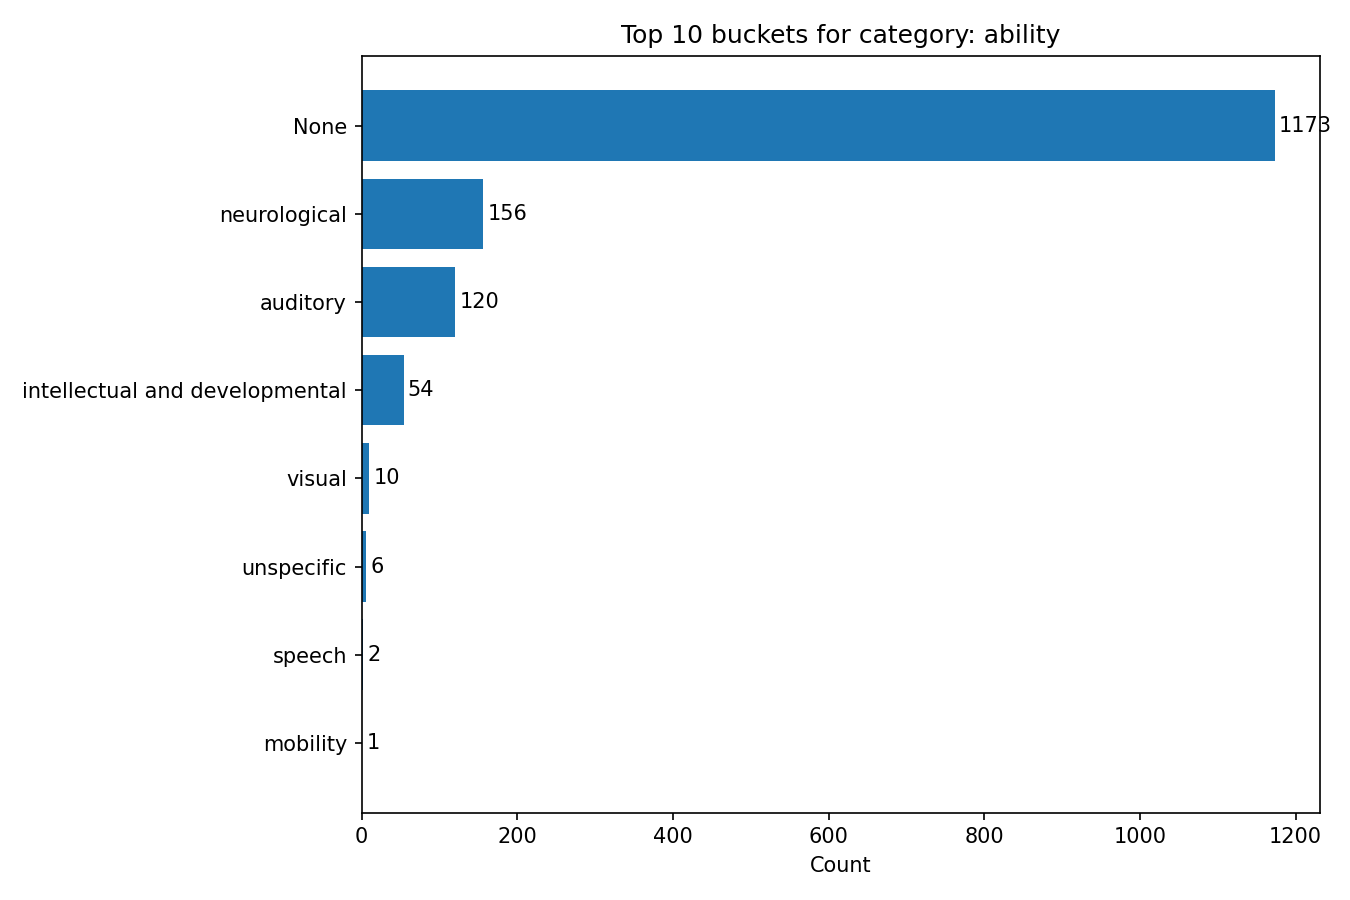 Top 10 buckets for category: ability
None 1173
neurological 156
auditory 120
intellectual and developmental 54
visual 10
unspecific 6
speech 2
mobility 1
0 200 400 600 800 1000 1200
Count